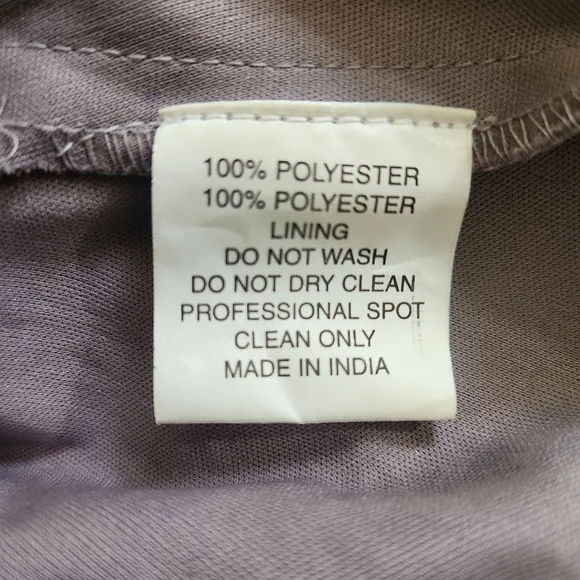 100% POLYESTER
100% POLYESTER
LINING
DO NOT WASH
DO NOT DRY CLEAN
PROFESSIONAL SPOT
CLEAN ONLY
MADE IN INDIA